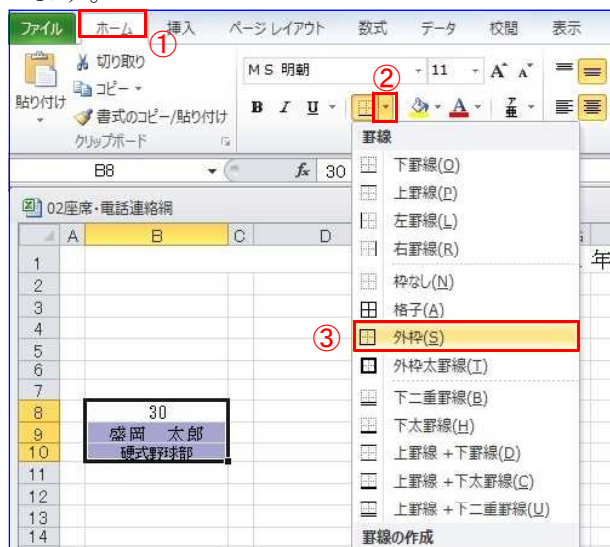 ファイル ホーム 挿入 ページ レイアウト 数式 データ 校閲 表示
①
切り取り
コピー
貼り付け
書式のコピー/貼り付け
クリップボード
ＭＳ 明朝 11 A A
②
B I U A
罫線
下罫線(O)
上罫線(P)
左罫線(L)
右罫線(R)
枠なし(N)
格子(A)
③ 外枠(S)
外枠太罫線(T)
下二重罫線(B)
下太罫線(H)
上罫線 +下罫線(D)
上罫線 +下太罫線(C)
上罫線 +下二重罫線(U)
罫線の作成
B8 fx 30
02座席・電話連絡網
A B C D
1 年
2
3
4
5
6
7
8 30
9 盛岡　太郎
10 硬式野球部
11
12
13
14